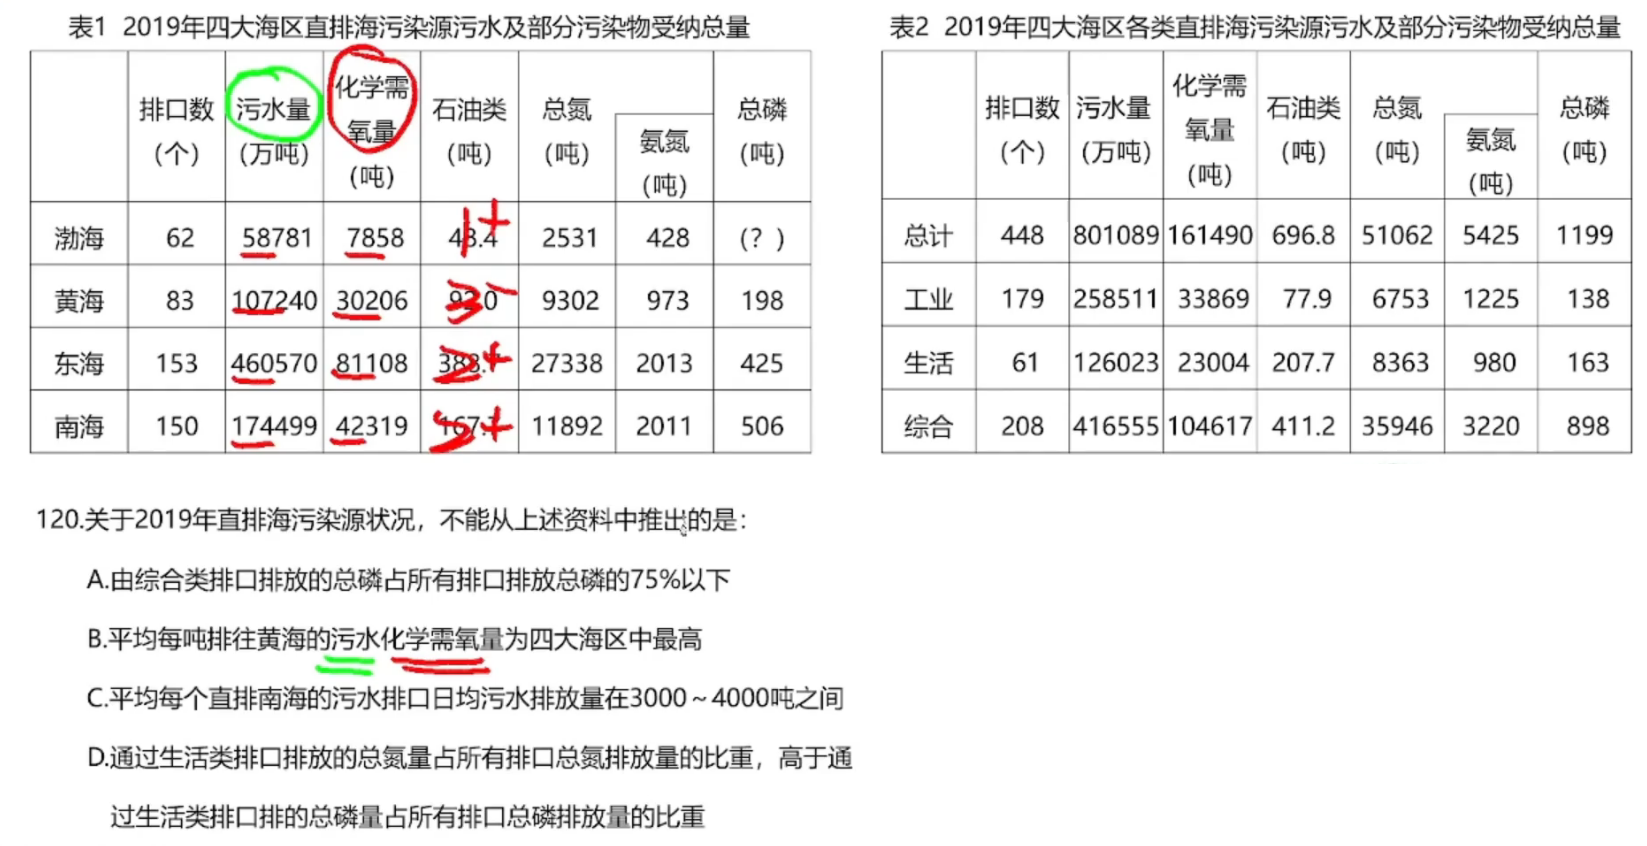 表1 2019年四大海区直排海污染源污水及部分污染物受纳总量
排口数（个） 污水量（万吨） 化学需氧量（吨） 石油类（吨） 总氮（吨） 氨氮（吨） 总磷（吨）
渤海 62 58781 7858 48.4 2531 428 （？）
黄海 83 107240 30206 92.0 9302 973 198
东海 153 460570 81108 388.7 27338 2013 425
南海 150 174499 42319 167.7 11892 2011 506
表2 2019年四大海区各类直排海污染源污水及部分污染物受纳总量
排口数（个） 污水量（万吨） 化学需氧量（吨） 石油类（吨） 总氮（吨） 氨氮（吨） 总磷（吨）
总计 448 801089 161490 696.8 51062 5425 1199
工业 179 258511 33869 77.9 6753 1225 138
生活 61 126023 23004 207.7 8363 980 163
综合 208 416555 104617 411.2 35946 3220 898
1+
3-
2+
2+
120.关于2019年直排海污染源状况，不能从上述资料中推出的是：
A.由综合类排口排放的总磷占所有排口排放总磷的75%以下
B.平均每吨排往黄海的污水化学需氧量为四大海区中最高
C.平均每个直排南海的污水排口日均污水排放量在3000～4000吨之间
D.通过生活类排口排放的总氮量占所有排口总氮排放量的比重，高于通
过生活类排口排的总磷量占所有排口总磷排放量的比重